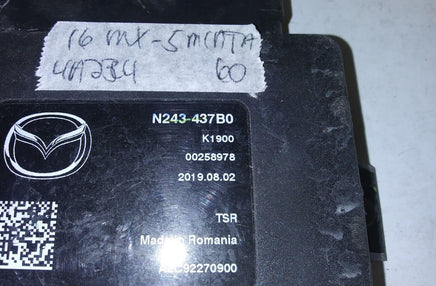 16 MX-5 MIATA
4A234 60
N243-437B0
K1900
00258978
2019.08.02
TSR
Made in Romania
A2C92270900